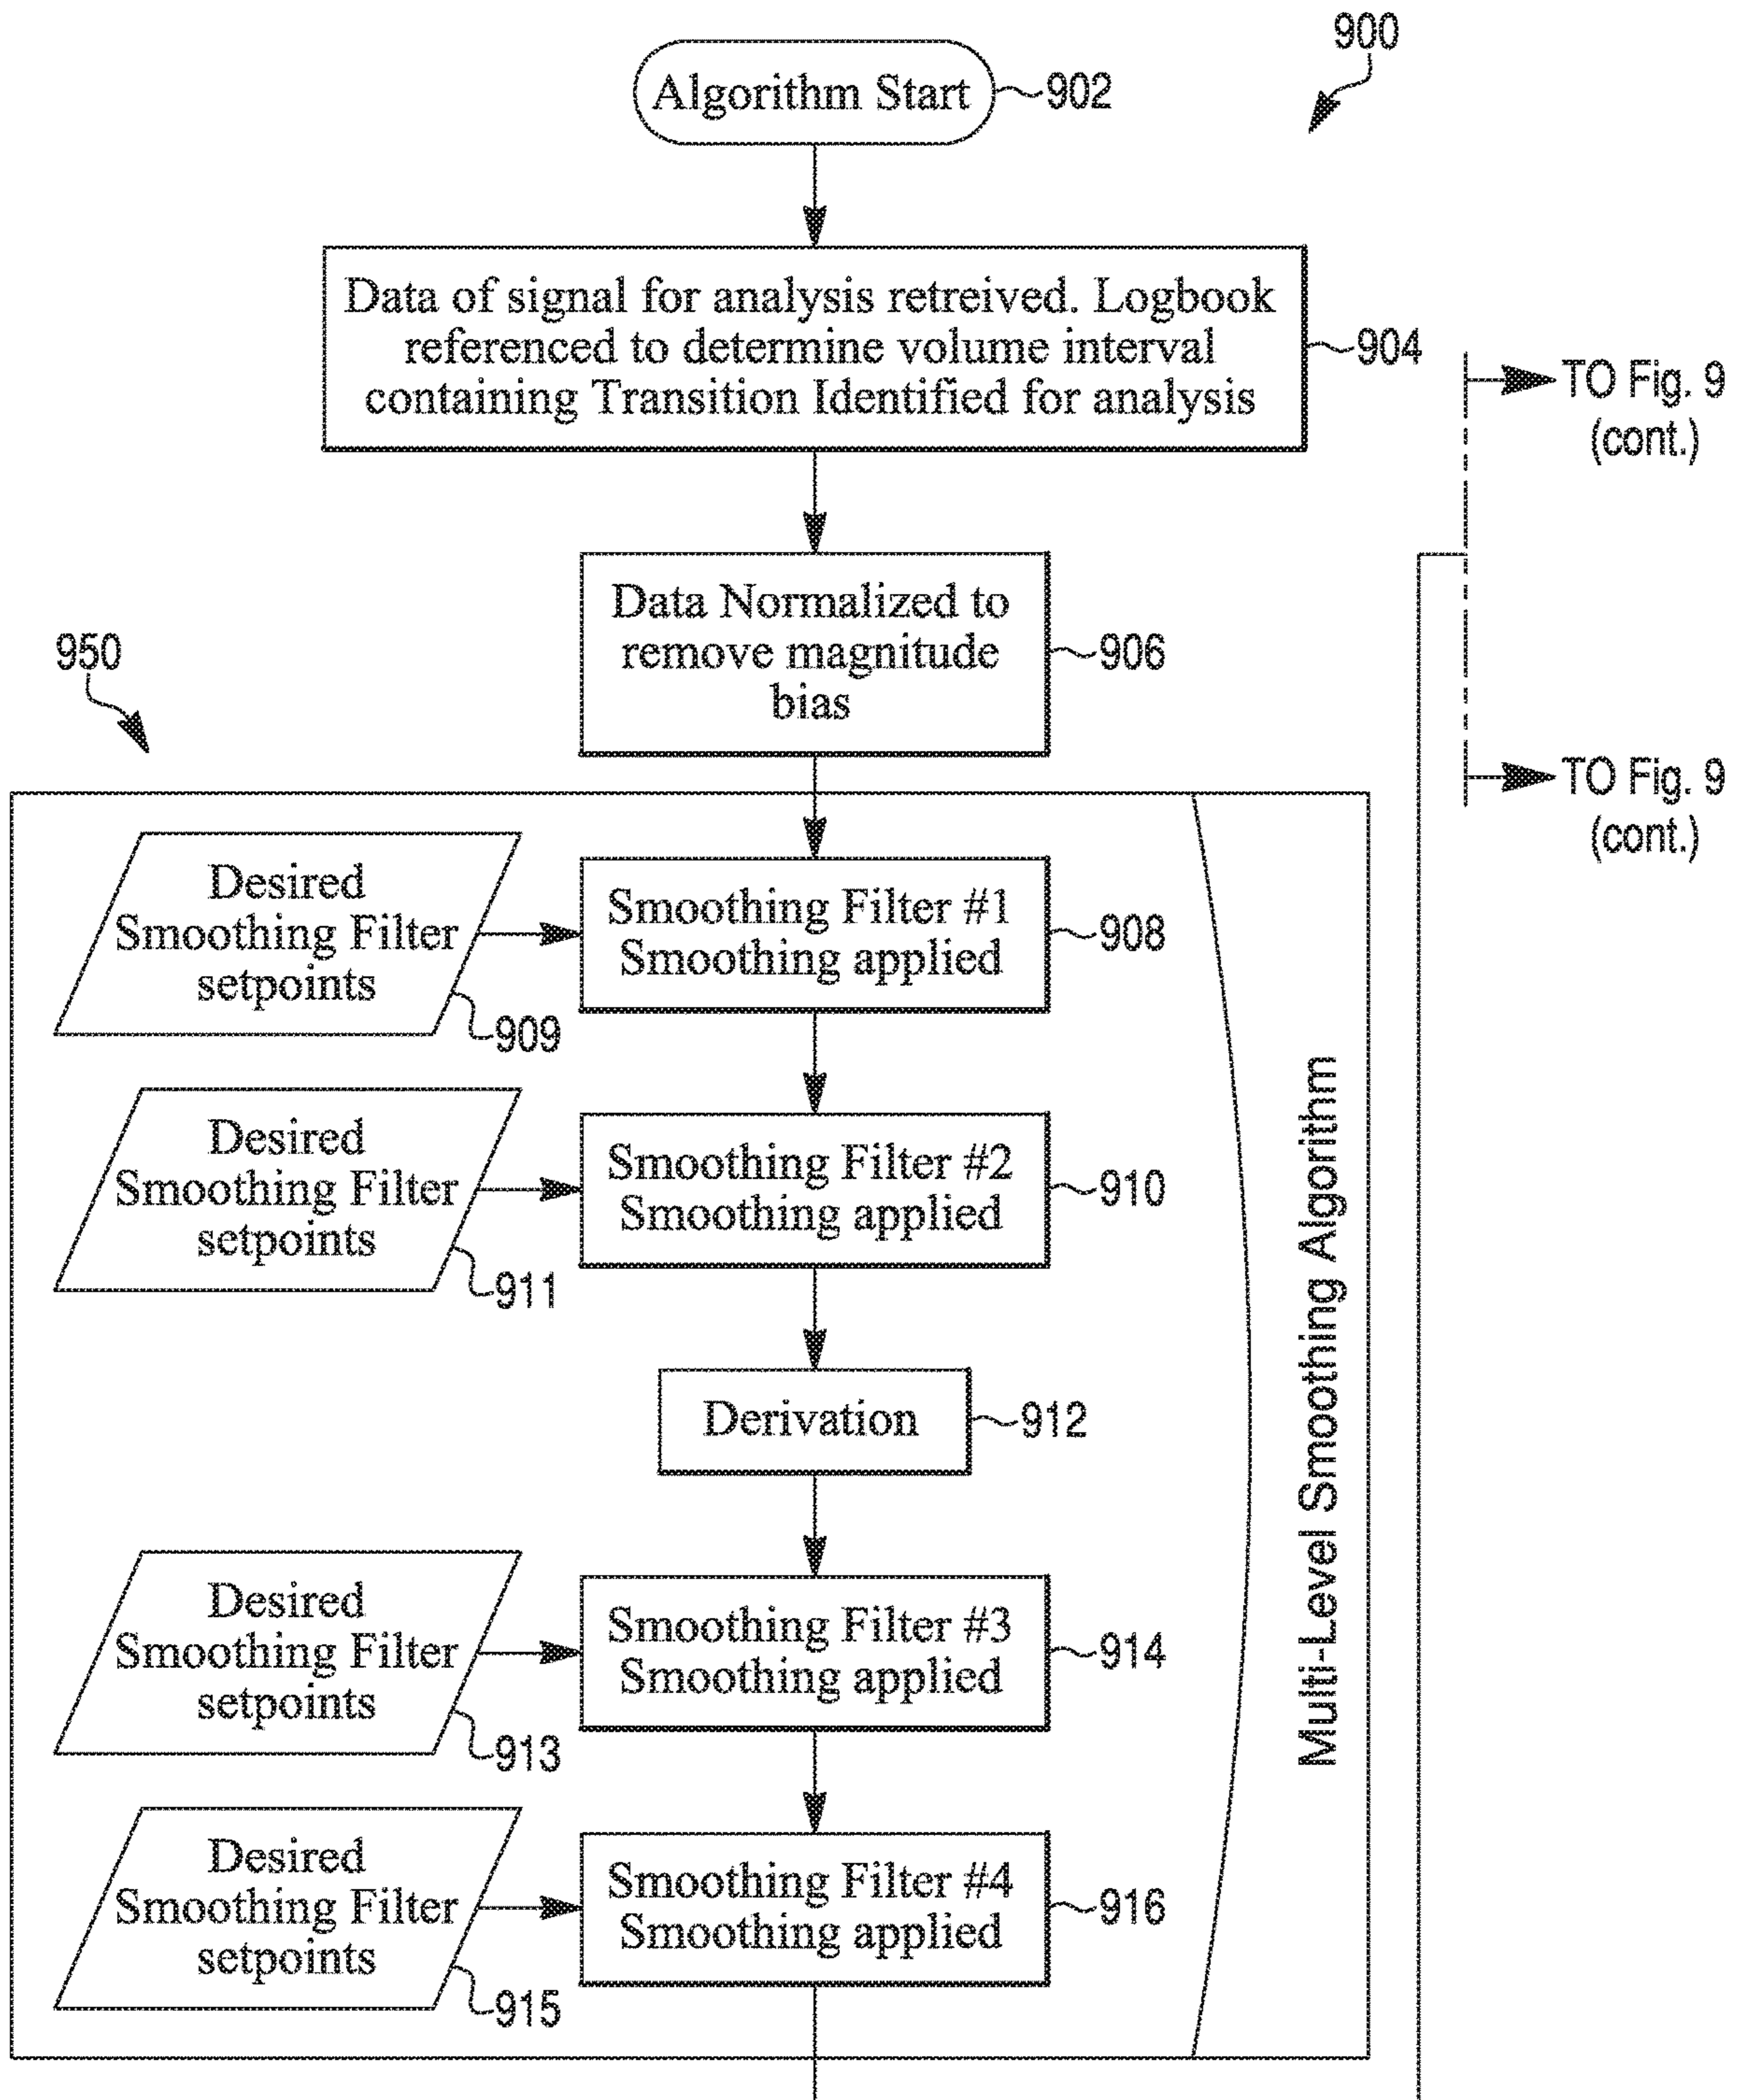 900
Algorithm Start
902
Data of signal for analysis retreived. Logbook
referenced to determine volume interval
containing Transition Identified for analysis
904
TO Fig. 9
(cont.)
Data Normalized to
remove magnitude
bias
906
950
TO Fig. 9
(cont.)
Desired
Smoothing Filter
setpoints
909
Smoothing Filter #1
Smoothing applied
908
Desired
Smoothing Filter
setpoints
911
Smoothing Filter #2
Smoothing applied
910
Derivation
912
Multi-Level Smoothing Algorithm
Desired
Smoothing Filter
setpoints
913
Smoothing Filter #3
Smoothing applied
914
Desired
Smoothing Filter
setpoints
915
Smoothing Filter #4
Smoothing applied
916